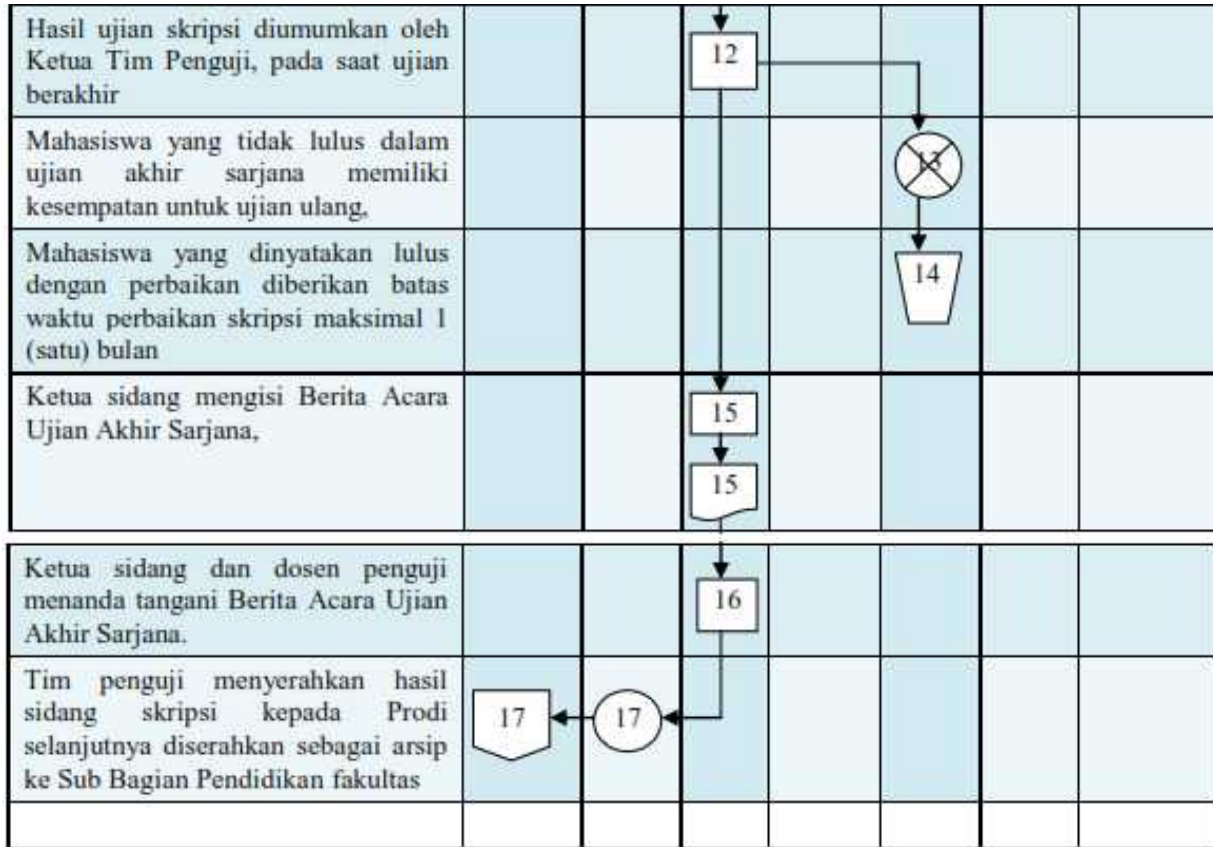 Hasil ujian skripsi diumumkan oleh
Ketua Tim Penguji, pada saat ujian
berakhir
12
Mahasiswa yang tidak lulus dalam
ujian akhir sarjana memiliki
kesempatan untuk ujian ulang,
13
Mahasiswa yang dinyatakan lulus
dengan perbaikan diberikan batas
waktu perbaikan skripsi maksimal 1
(satu) bulan
14
Ketua sidang mengisi Berita Acara
Ujian Akhir Sarjana,
15
15
Ketua sidang dan dosen penguji
menanda tangani Berita Acara Ujian
Akhir Sarjana.
16
Tim penguji menyerahkan hasil
sidang skripsi kepada Prodi
selanjutnya diserahkan sebagai arsip
ke Sub Bagian Pendidikan fakultas
17
17